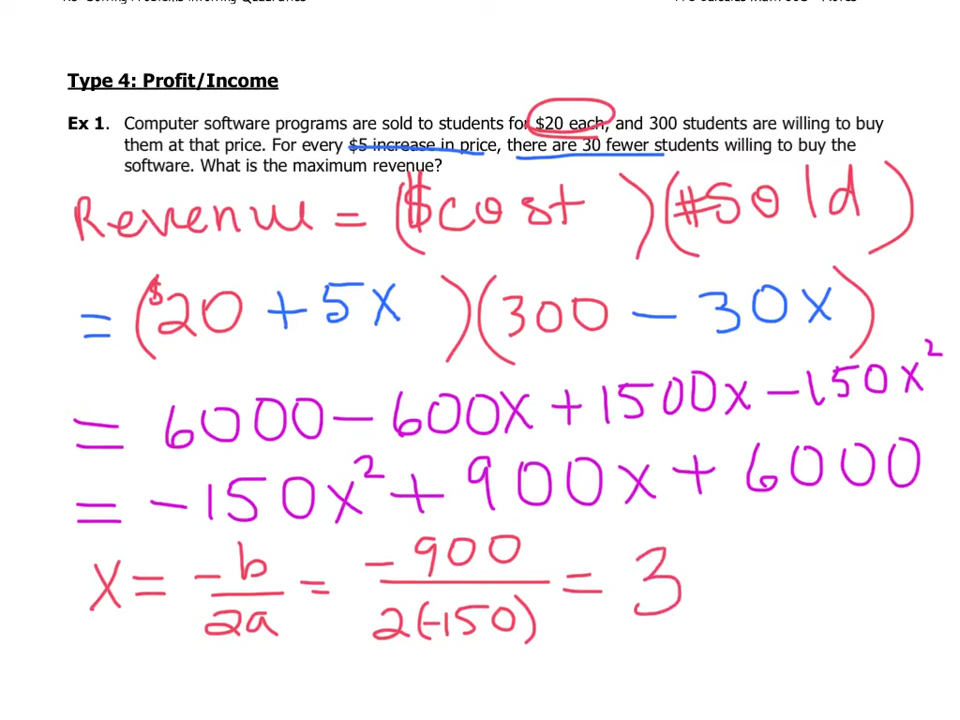 Type 4: Profit/Income
Ex 1. Computer software programs are sold to students for $20 each, and 300 students are willing to buy
them at that price. For every $5 increase in price, there are 30 fewer students willing to buy the
software. What is the maximum revenue?
Revenue = ($cost )(#Sold )
= ($20 + 5x )(300 - 30x)
= 6000 - 600x + 1500x - 150x²
= -150x² + 900x + 6000
x = -b/2a = -900/2(-150) = 3